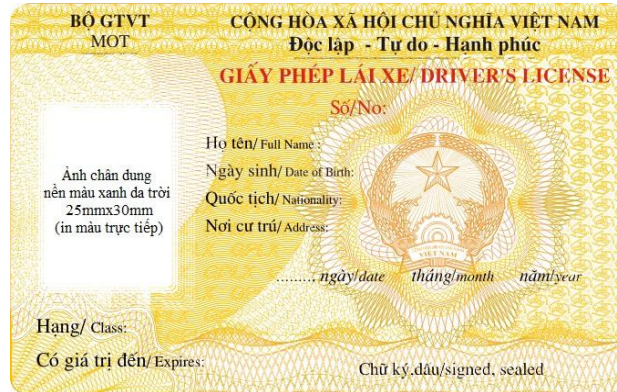 BỘ GTVT
MOT
CỘNG HÒA XÃ HỘI CHỦ NGHĨA VIỆT NAM
Độc lập - Tự do - Hạnh phúc
GIẤY PHÉP LÁI XE/ DRIVER'S LICENSE
Số/No:
Ảnh chân dung
nền màu xanh da trời
25mmx30mm
(in màu trực tiếp)
Họ tên/ Full Name :
Ngày sinh/ Date of Birth:
Quốc tịch/ Nationality:
Nơi cư trú/ Address:
VIỆT NAM
......... ngày/date tháng/month năm/year
Hạng/ Class:
Có giá trị đến/ Expires:
Chữ ký.dấu/signed, sealed